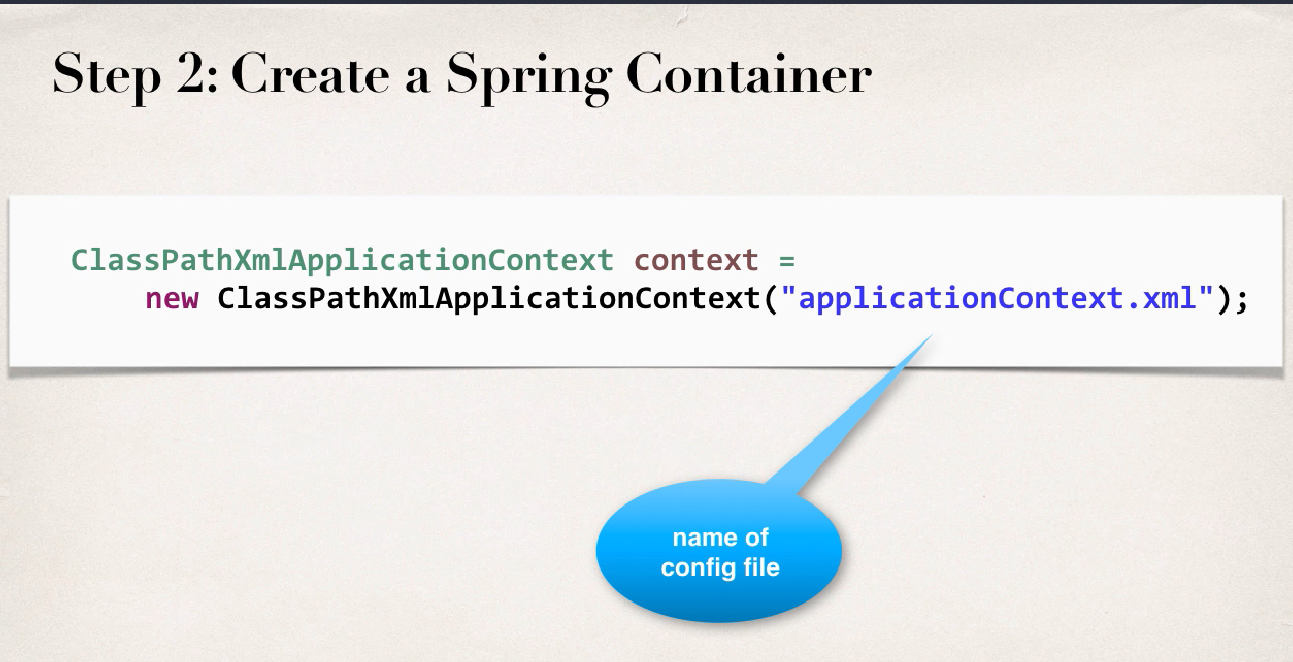 Step 2: Create a Spring Container
ClassPathXmlApplicationContext context =
new ClassPathXmlApplicationContext("applicationContext.xml");
name of
config file